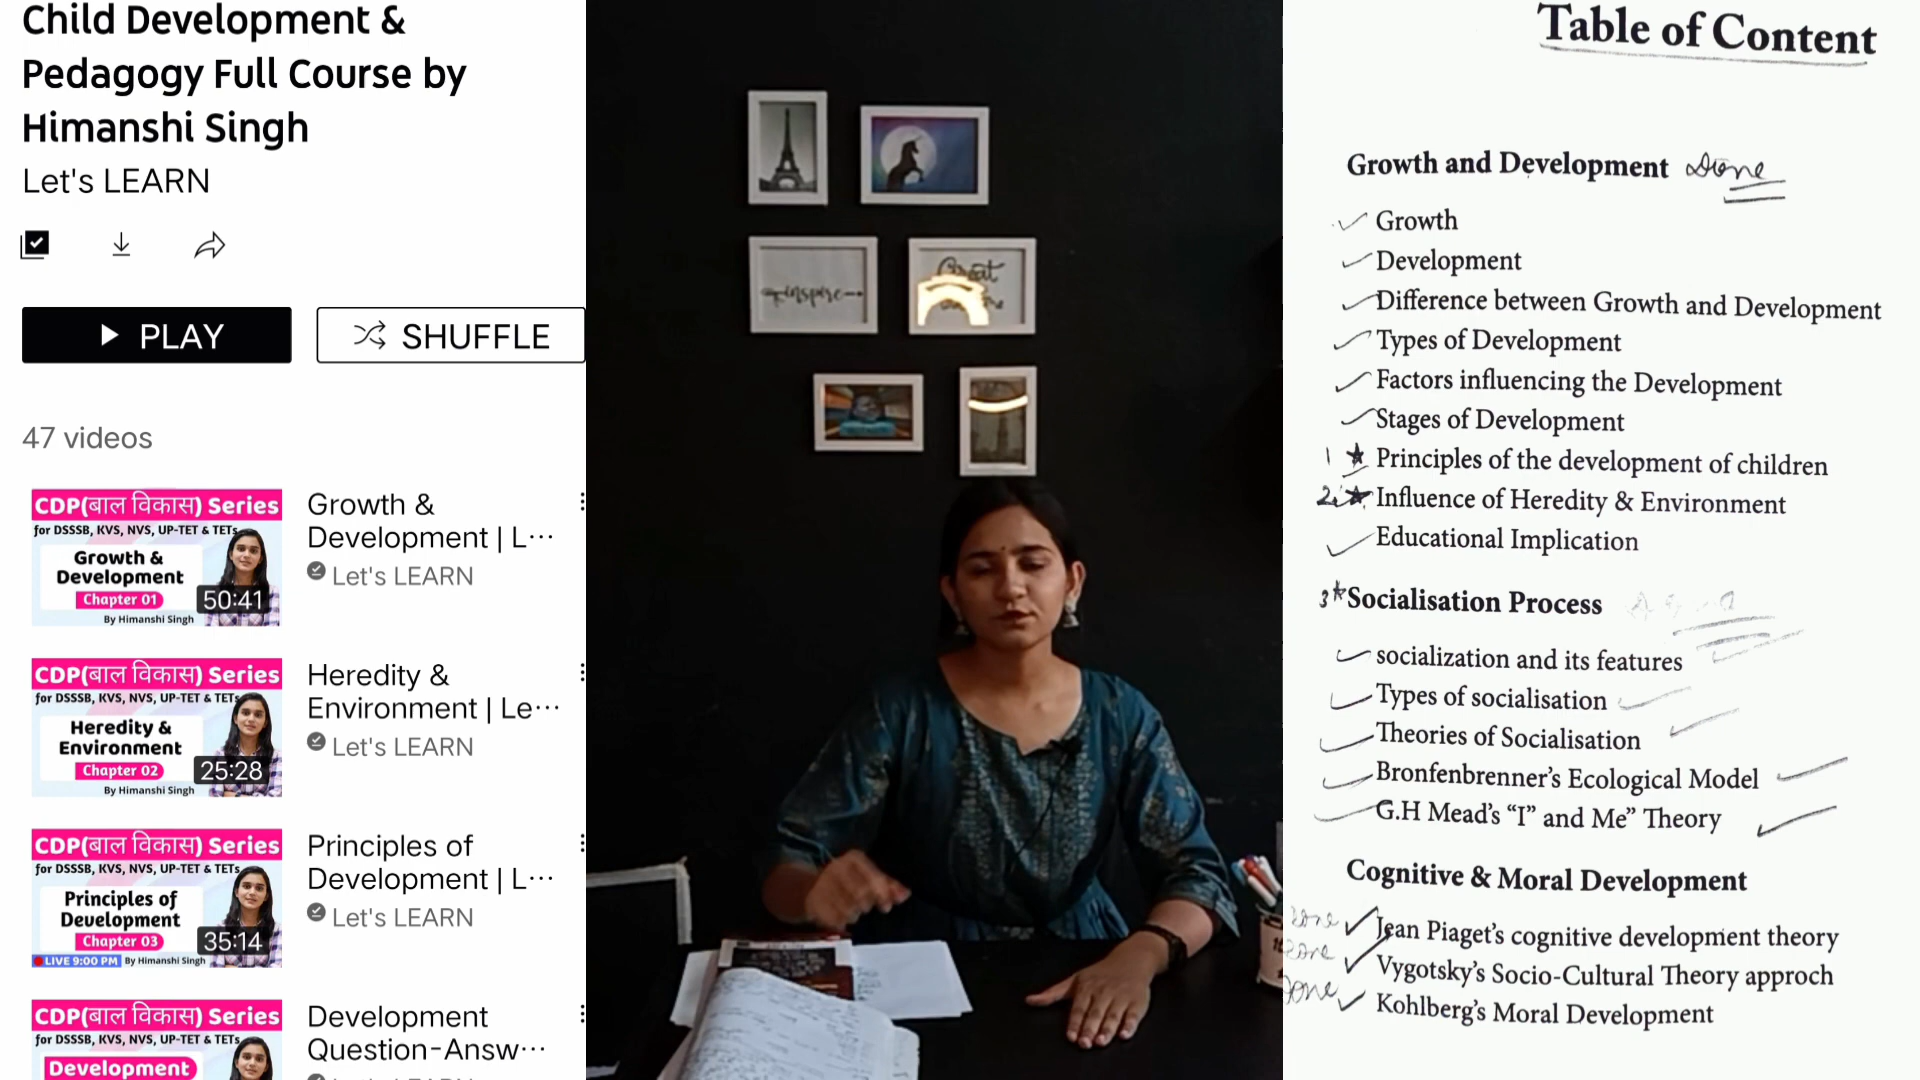 Child Development &
Pedagogy Full Course by
Himanshi Singh
Let's LEARN
PLAY
SHUFFLE
47 videos
CDP(बाल विकास) Series
for DSSSB, KVS, NVS, UP-TET & TETs
Growth &
Development
Chapter 01
50:41
By Himanshi Singh
Growth &
Development | L...
Let's LEARN
CDP(बाल विकास) Series
for DSSSB, KVS, NVS, UP-TET & TETs
Heredity &
Environment
Chapter 02
25:28
By Himanshi Singh
Heredity &
Environment | Le...
Let's LEARN
CDP(बाल विकास) Series
for DSSSB, KVS, NVS, UP-TET & TETs
Principles of
Development
Chapter 03
35:14
LIVE 9:00 PM By Himanshi Singh
Principles of
Development | L...
Let's LEARN
CDP(बाल विकास) Series
for DSSSB, KVS, NVS, UP-TET & TETs
Development
Development
Question-Answ...
inspire
Table of Content
Growth and Development Done
Growth
Development
Difference between Growth and Development
Types of Development
Factors influencing the Development
Stages of Development
1 Principles of the development of children
2. Influence of Heredity & Environment
Educational Implication
3 Socialisation Process
socialization and its features
Types of socialisation
Theories of Socialisation
Bronfenbrenner's Ecological Model
G.H Mead's “I” and Me” Theory
Cognitive & Moral Development
Jean Piaget's cognitive development theory
Vygotsky's Socio-Cultural Theory approch
Done Kohlberg's Moral Development